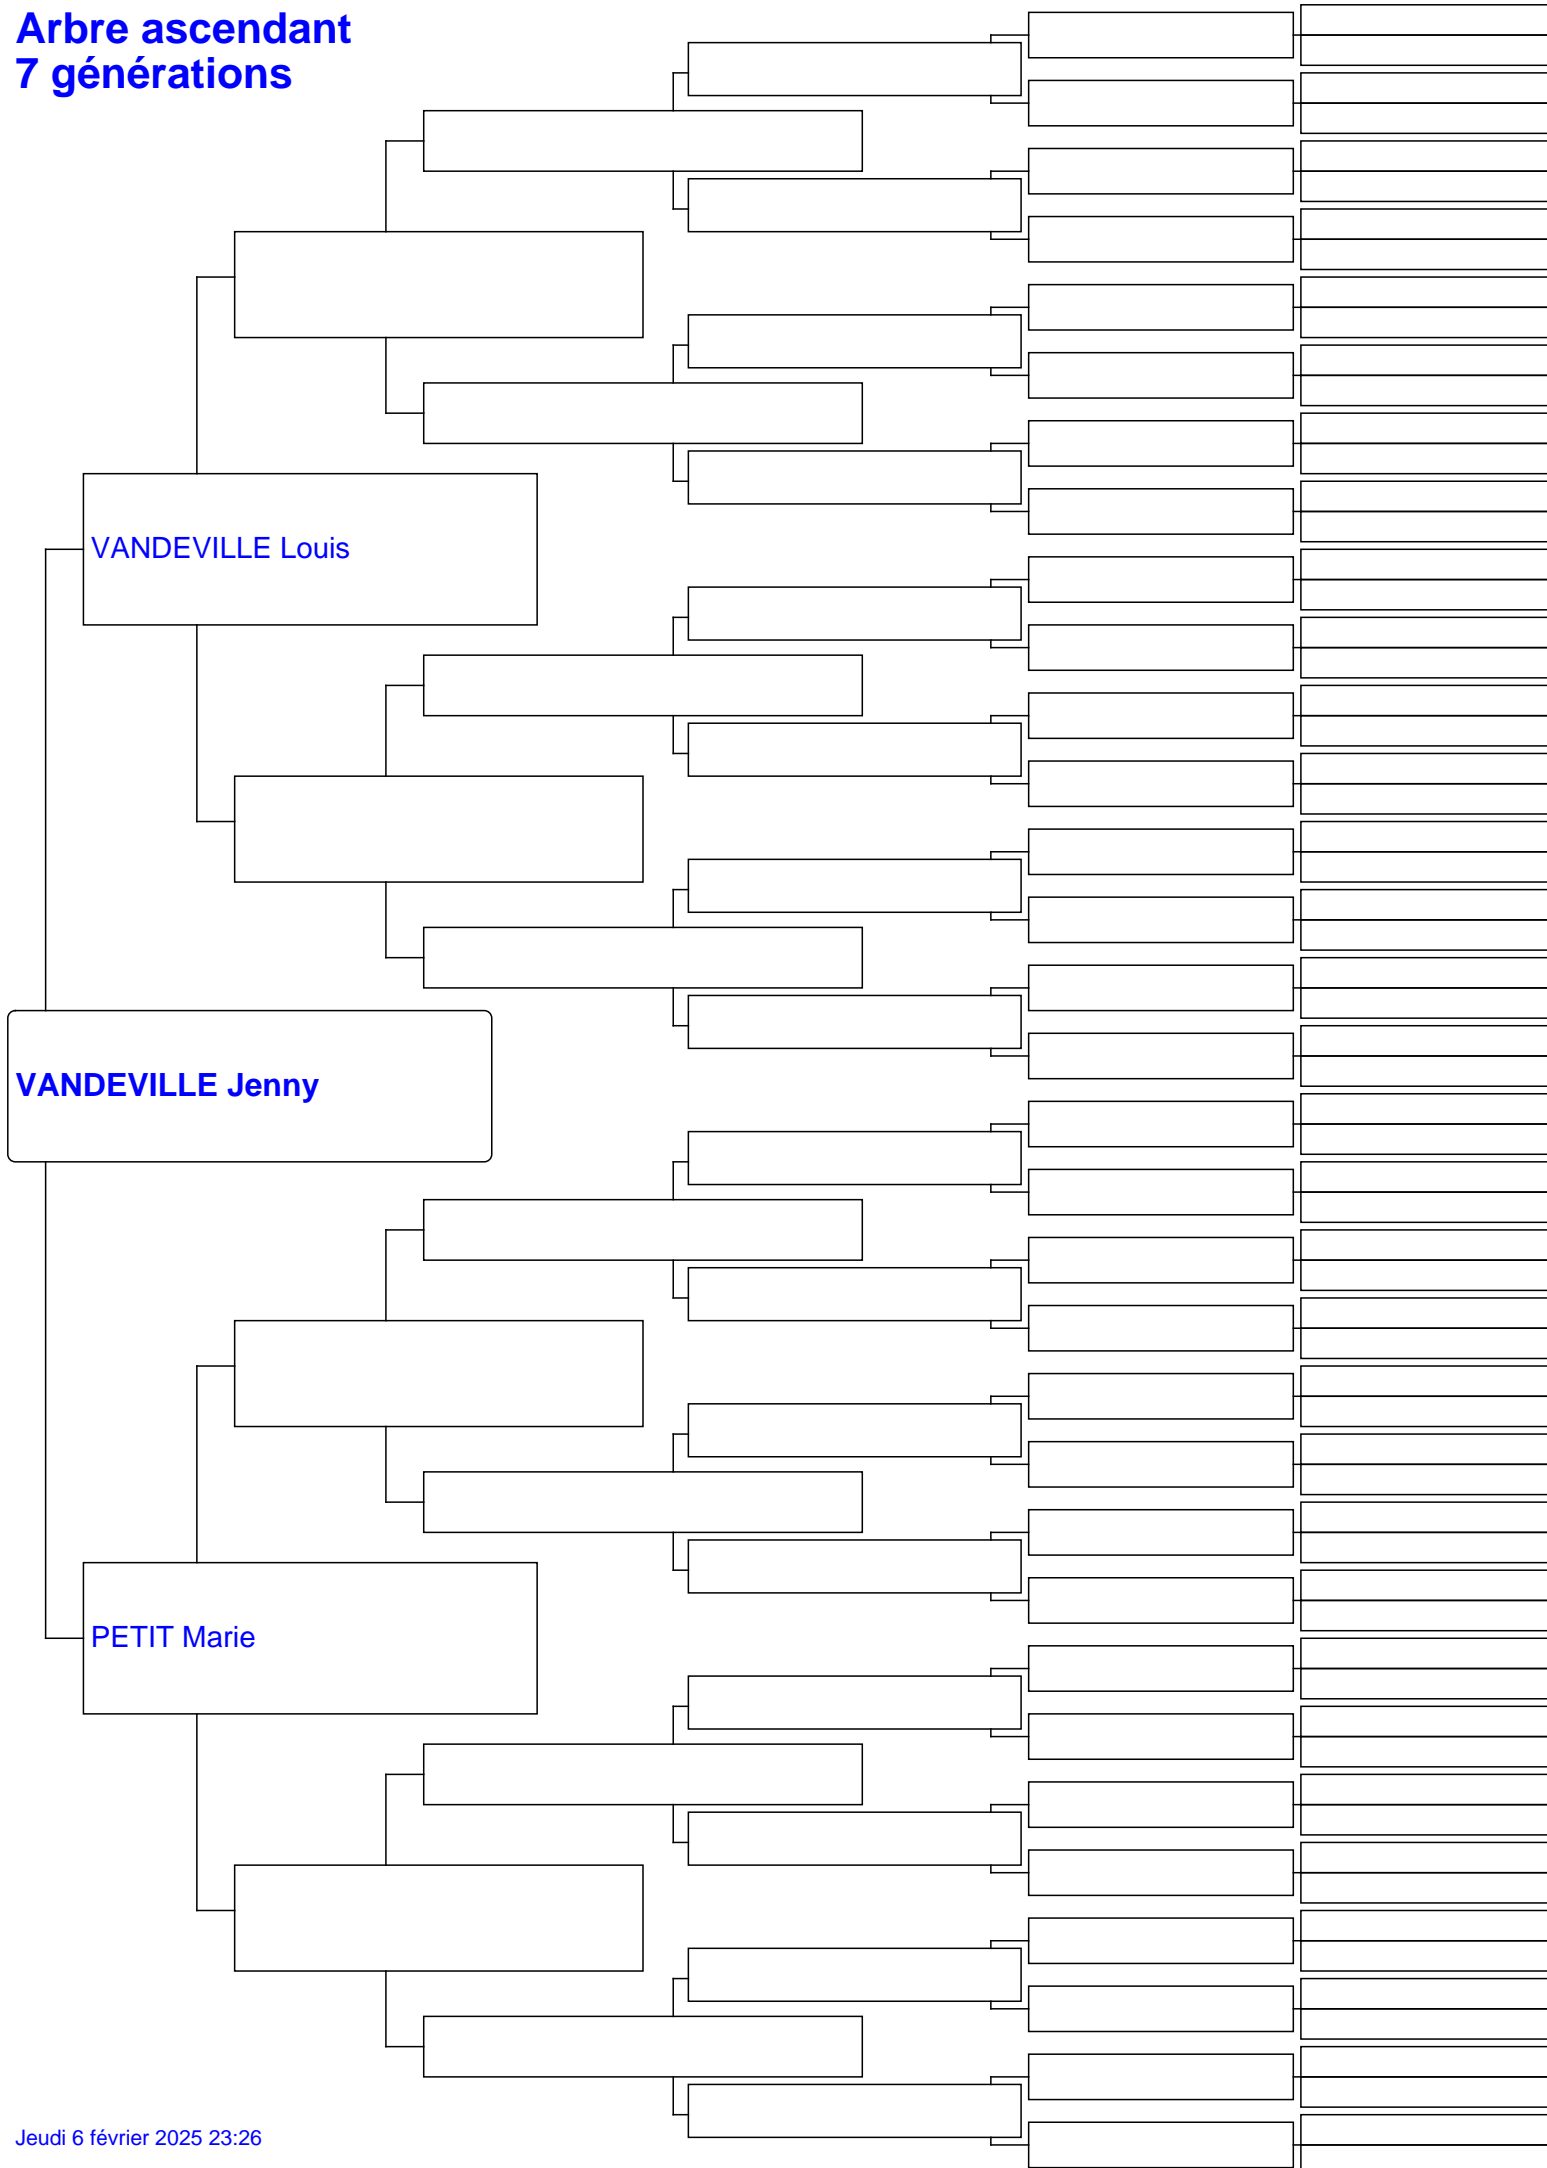 Arbre ascendant
7 générations
VANDEVILLE Louis
VANDEVILLE Jenny
PETIT Marie
Jeudi 6 février 2025 23:26